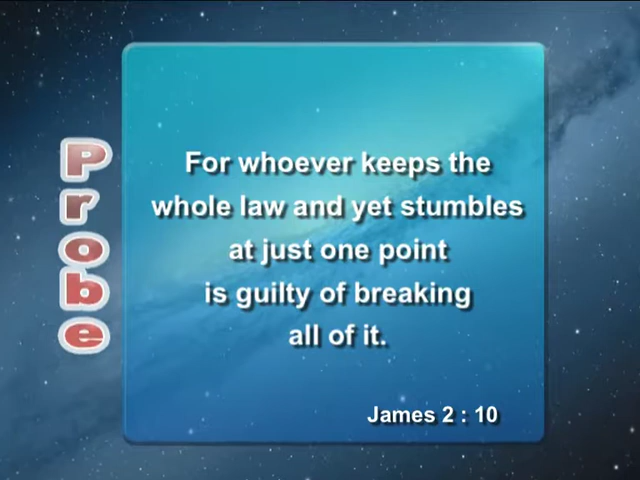 Probe
For whoever keeps the
whole law and yet stumbles
at just one point
is guilty of breaking
all of it.
James 2 : 10